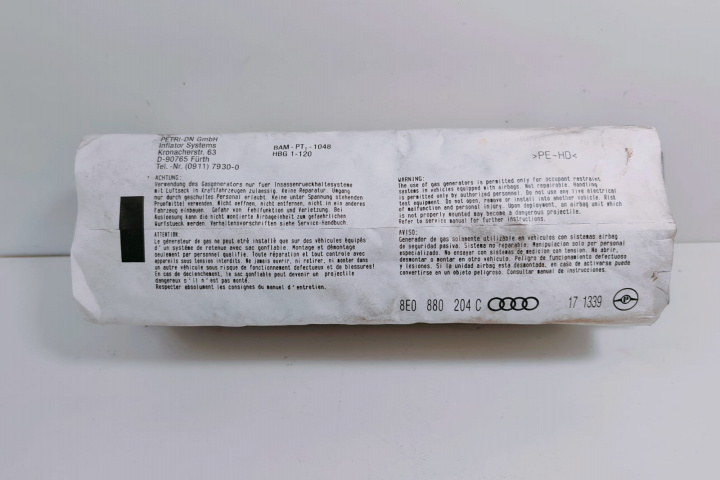 PETRI-DN GmbH
Inflator Systems
Kronacherstr. 63
D-90765 Fürth
Tel.-Nr. (0911) 7930-0
BAM-PT₁-1048
HBG 1-120
>PE-HD<
ACHTUNG:
Verwendung des Gasgenerators nur fuer Insassenrueckhaltesysteme
mit Luftsack in Kraftfahrzeugen zulaessig. Keine Reparatur. Umgang
nur durch geschultes Personal erlaubt. Keine unter Spannung stehenden
Pruefmittel verwenden. Nicht oeffnen, nicht entfernen, nicht in ein anderes
Fahrzeug einbauen. Gefahr von Fehlfunktion und Verletzung. Bei
Ausloesung kann die nicht montierte Airbageinheit zum gefaehrlichen
Wurfstueck werden. Verhaltensvorschriften siehe Service-Handbuch.
ATTENTION:
Le générateur de gaz ne peut etrê installé que sur des véhicules équipés
d'un système de retenue avec sac gonflable. Montage et démontage
seulement par personnel qualifié. Toute réparation et tout controle avec
appareils sous tension interdits. Ne jamais ouvrir, ni retirer, ni monter dans
un autre véhicule sous risque de fonctionnement defectueux et de blessures!
En cas de declenchement, le sac gonflable peut devenir un projectile
dangereux s'il n'est pas monté.
Respecter absolument les consignes du manuel d'entretien.
WARNING:
The use of gas generators is permitted only for occupant restraint
systems in vehicles equipped with airbags. Not repairable. Handling
is permitted only by authorized personnel. Do not use any live electrical
test equipment. Do not open, remove or install into another vehicle. Risk
of malfunction and personal injury. Upon deployment, an airbag unit which
is not properly mounted may become a dangerous projectile.
Refer to service manual for further instructions.
AVISO:
Generador de gas solamente utilizable en vehículos con sistemas airbag
de seguridad pasiva. Sistema no reparable. Manipulacion solo por personal
especializado. No ensayar con sistemas de medicion con tension. No abrir,
desmontar o montar en otro vehículo. Peligro de funcionamiento defectuoso
y lesiones. Si la unidad airbag esta desmontada, en caso de activarse puede
convertirse en un objeto peligroso. Consultar manual de instrucciones.
8E0 880 204 C
17 1339
P